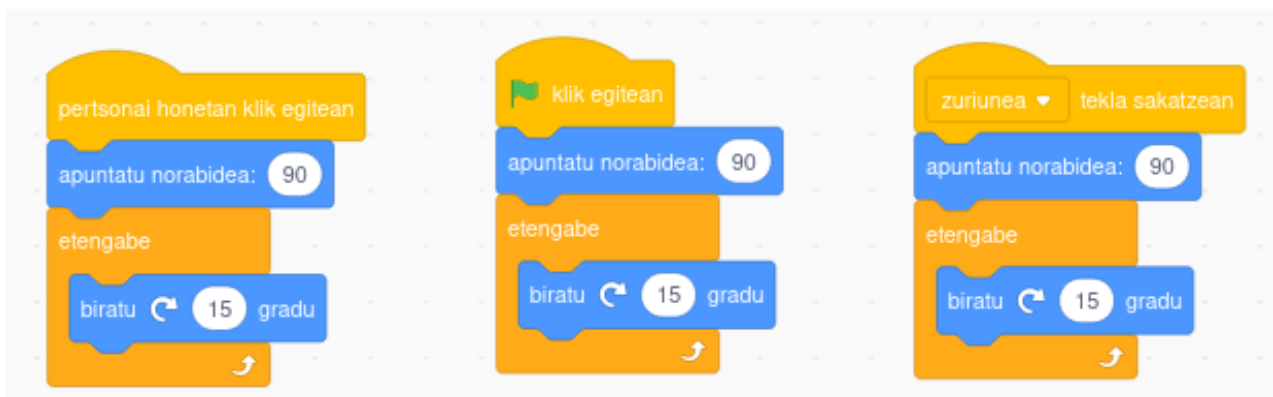 pertsonai honetan klik egitean
apuntatu norabidea: 90
etengabe
biratu 15 gradu
klik egitean
apuntatu norabidea: 90
etengabe
biratu 15 gradu
zuriunea tekla sakatzean
apuntatu norabidea: 90
etengabe
biratu 15 gradu